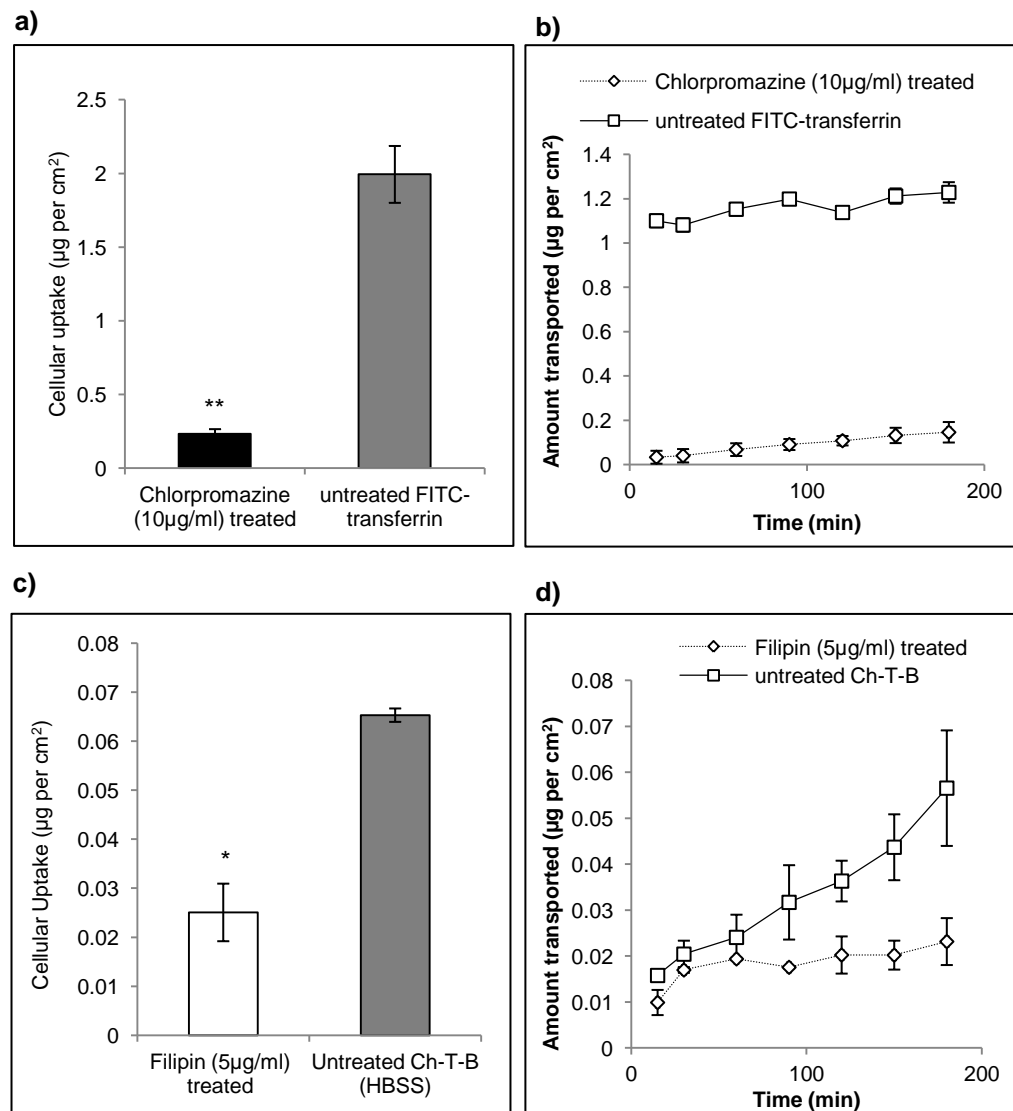 a)
2.5
2
1.5
1
0.5
0
Cellular uptake (µg per cm²)
**
Chlorpromazine
(10µg/ml) treated
untreated FITC-
transferrin
b)
Chlorpromazine (10µg/ml) treated
untreated FITC-transferrin
1.4
1.2
1
0.8
0.6
0.4
0.2
0
Amount transported (µg per cm²)
0
100
200
Time (min)
c)
0.08
0.07
0.06
0.05
0.04
0.03
0.02
0.01
0
Cellular Uptake (µg per cm²)
*
Filipin (5µg/ml)
treated
Untreated Ch-T-B
(HBSS)
d)
Filipin (5µg/ml) treated
untreated Ch-T-B
0.08
0.07
0.06
0.05
0.04
0.03
0.02
0.01
0
Amount transported (µg per cm²)
0
100
200
Time (min)